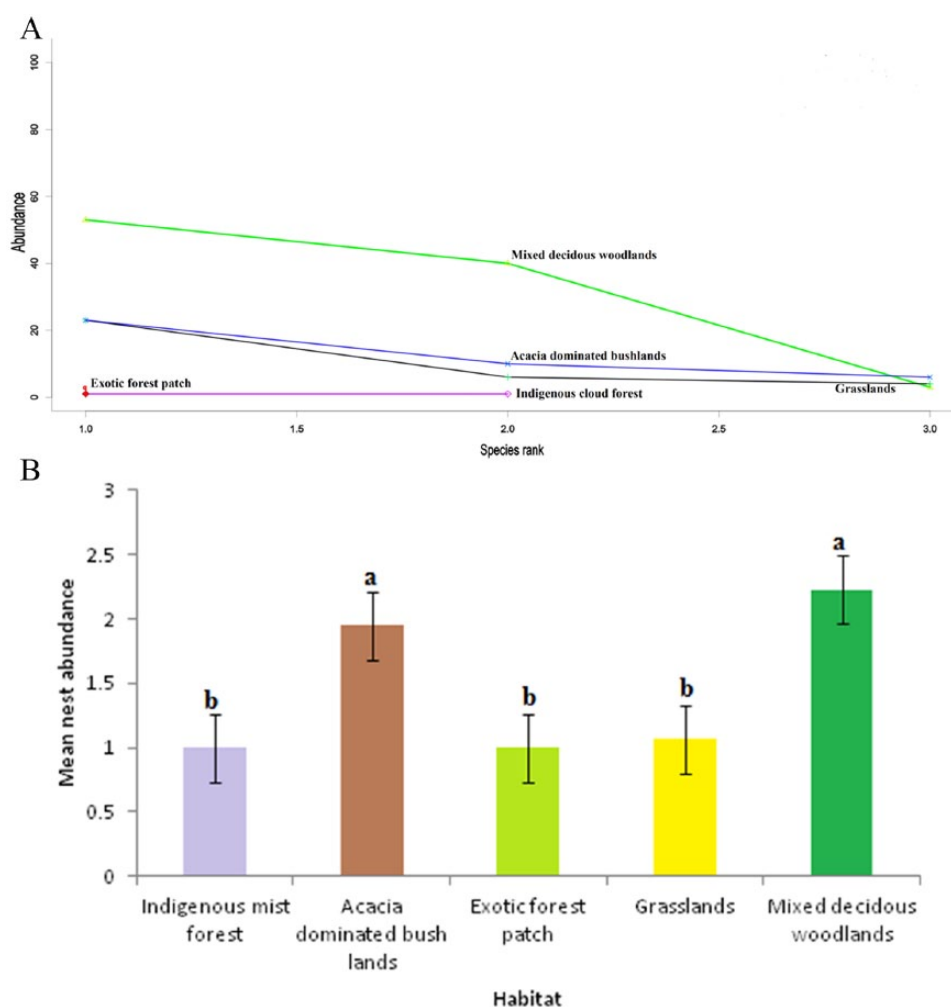 A
100
80
60
40
20
0
Abundance
Mixed decidous woodlands
Acacia dominated bushlands
Grasslands
Exotic forest patch
Indigenous cloud forest
1.0 1.5 2.0 2.5 3.0
Species rank
B
3
2.5
2
1.5
1
0.5
0
Mean nest abundance
b a b b a
Indigenous mist forest
Acacia dominated bush lands
Exotic forest patch
Grasslands
Mixed decidous woodlands
Habitat